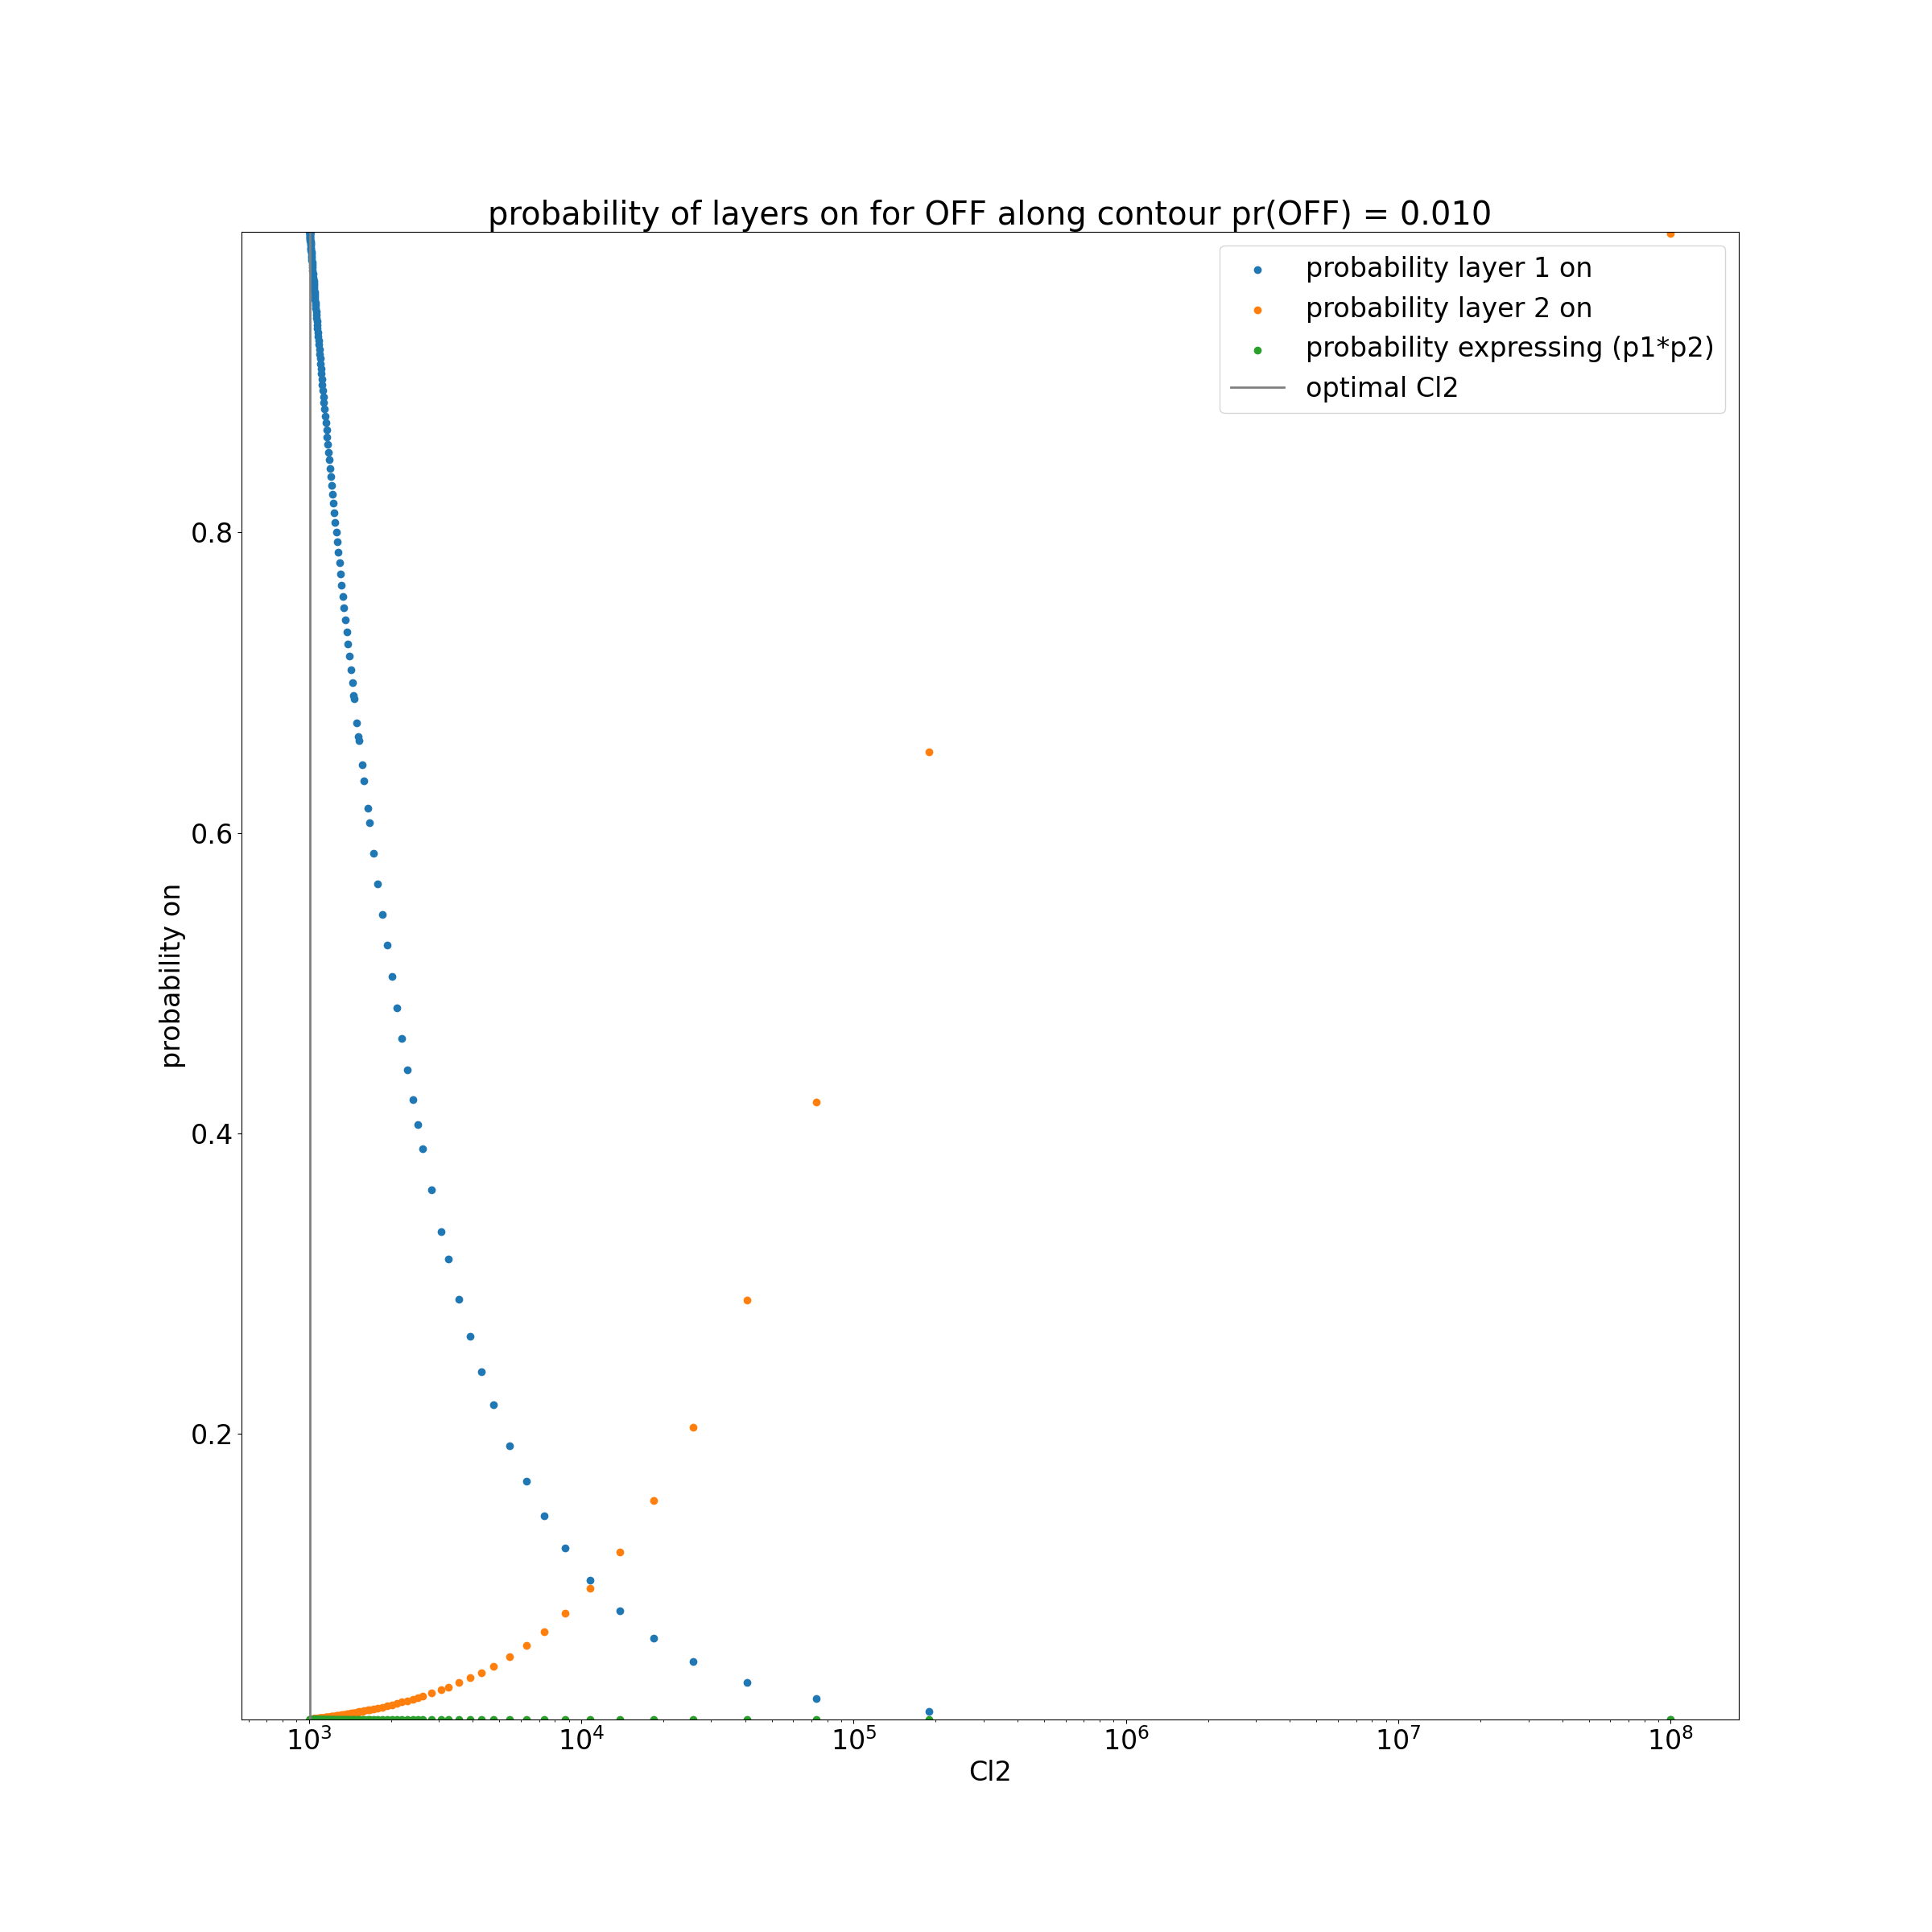 probability of layers on for OFF along contour pr(OFF) = 0.010
probability layer 1 on
probability layer 2 on
probability expressing (p1*p2)
optimal Cl2
0.8
0.6
0.4
0.2
probability on
10³ 10⁴ 10⁵ 10⁶ 10⁷ 10⁸
Cl2